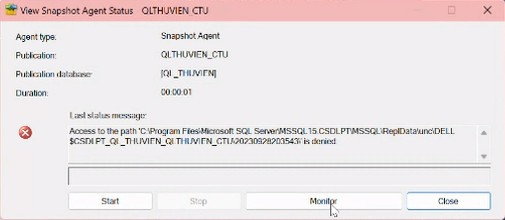 View Snapshot Agent Status QLTHUVIEN_CTU
Agent type: Snapshot Agent
Publication: QLTHUVIEN_CTU
Publication database: [QL_THUVIEN]
Duration: 00:00:01
Last status message:
Access to the path 'C:\Program Files\Microsoft SQL Server\MSSQL15.CSDLPT\MSSQL\ReplData\unc\DELL
$CSDLPT_QL_THUVIEN_QLTHUVIEN_CTU\20230928203543\' is denied.
Start Stop Monitor Close